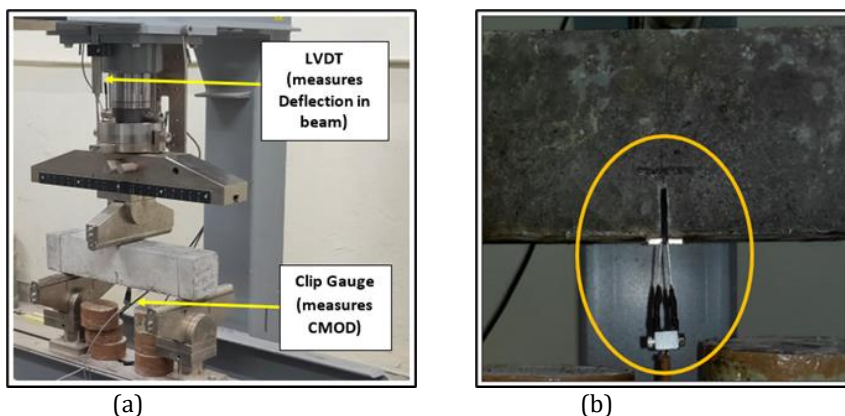 LVDT
(measures
Deflection in
beam)
Clip Gauge
(measures
CMOD)
(a)
(b)